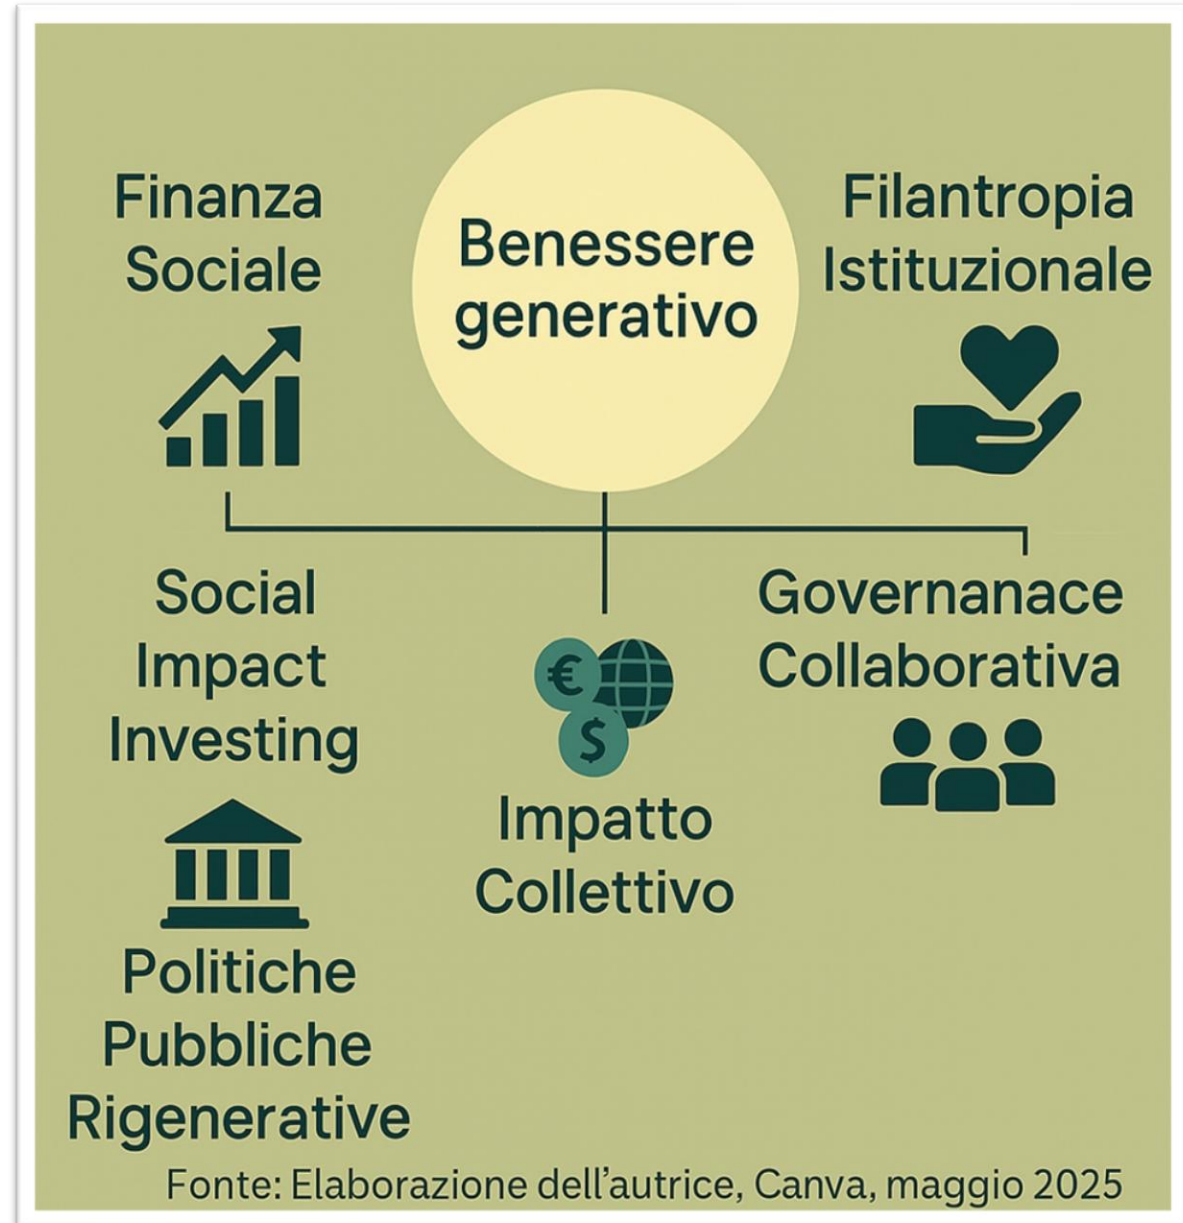 Finanza
Sociale
Benessere
generativo
Filantropia
Istituzionale
Social
Impact
Investing
€
$
Impatto
Collettivo
Governanace
Collaborativa
Politiche
Pubbliche
Rigenerative
Fonte: Elaborazione dell’autrice, Canva, maggio 2025